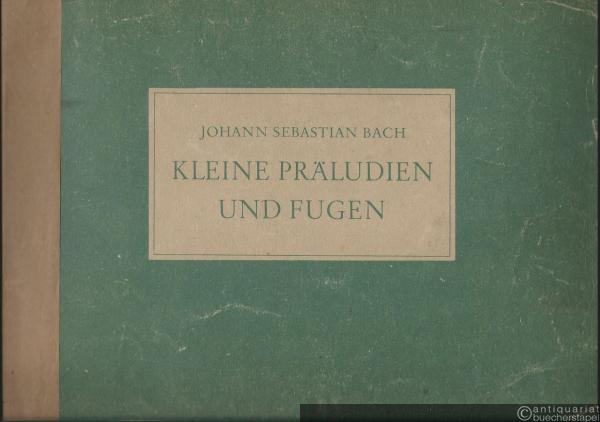 JOHANN SEBASTIAN BACH
KLEINE PRÄLUDIEN
UND FUGEN
© antiquariat
buecherstapel